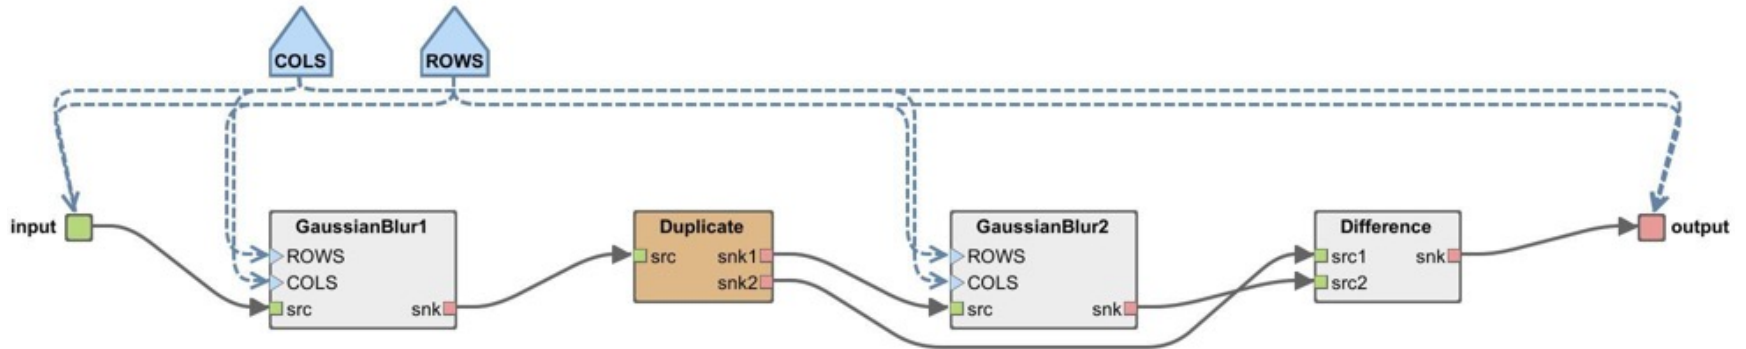 COLS
ROWS
input
GaussianBlur1
ROWS
COLS
src
snk
Duplicate
src
snk1
snk2
GaussianBlur2
ROWS
COLS
src
snk
Difference
src1
snk
src2
output